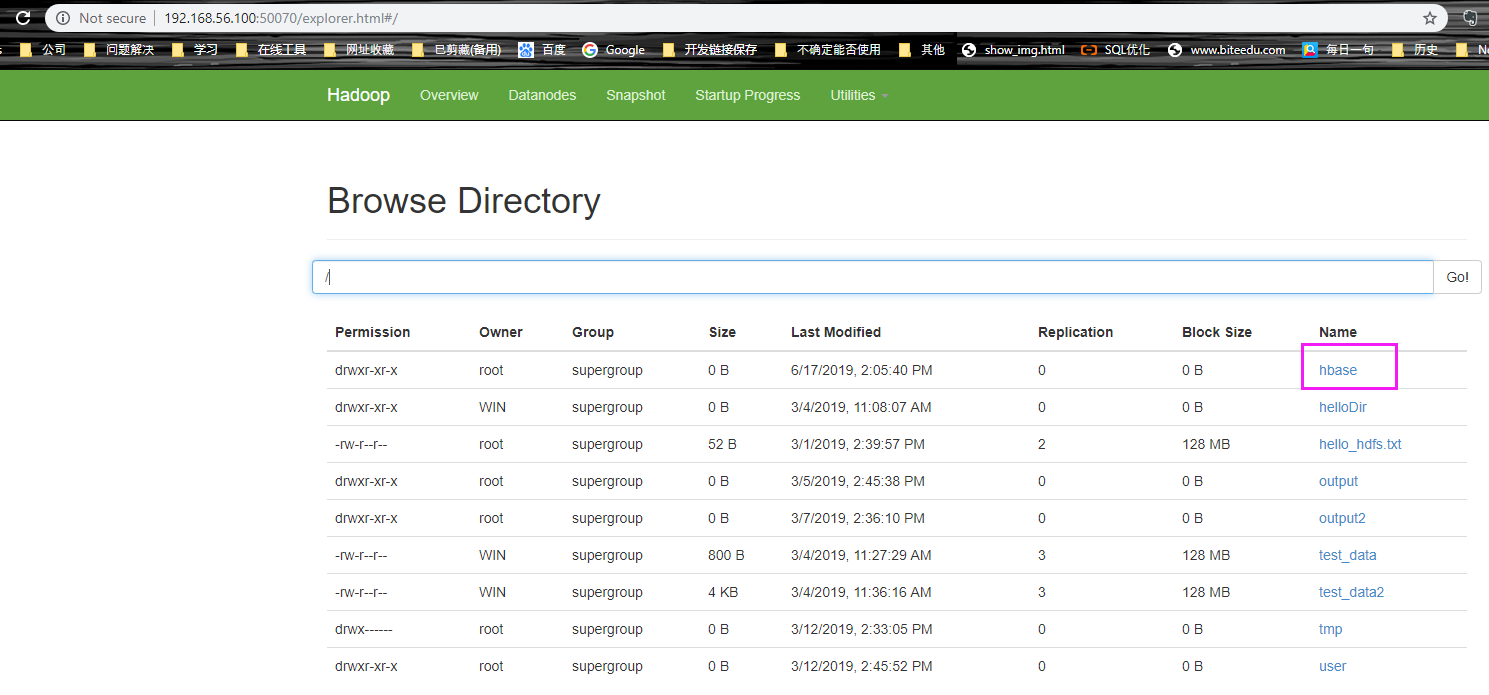 Not secure 192.168.56.100:50070/explorer.html#/
公司 问题解决 学习 在线工具 网址收藏 已剪藏(备用) 百度 Google 开发链接保存 不确定能否使用 其他 show_img.html SQL优化 www.biteedu.com 每日一句 历史
Hadoop Overview Datanodes Snapshot Startup Progress Utilities
Browse Directory
/ Go!
Permission Owner Group Size Last Modified Replication Block Size Name
drwxr-xr-x root supergroup 0 B 6/17/2019, 2:05:40 PM 0 0 B hbase
drwxr-xr-x WIN supergroup 0 B 3/4/2019, 11:08:07 AM 0 0 B helloDir
-rw-r--r-- root supergroup 52 B 3/1/2019, 2:39:57 PM 2 128 MB hello_hdfs.txt
drwxr-xr-x root supergroup 0 B 3/5/2019, 2:45:38 PM 0 0 B output
drwxr-xr-x root supergroup 0 B 3/7/2019, 2:36:10 PM 0 0 B output2
-rw-r--r-- WIN supergroup 800 B 3/4/2019, 11:27:29 AM 3 128 MB test_data
-rw-r--r-- WIN supergroup 4 KB 3/4/2019, 11:36:16 AM 3 128 MB test_data2
drwx------ root supergroup 0 B 3/12/2019, 2:33:05 PM 0 0 B tmp
drwxr-xr-x root supergroup 0 B 3/12/2019, 2:45:52 PM 0 0 B user